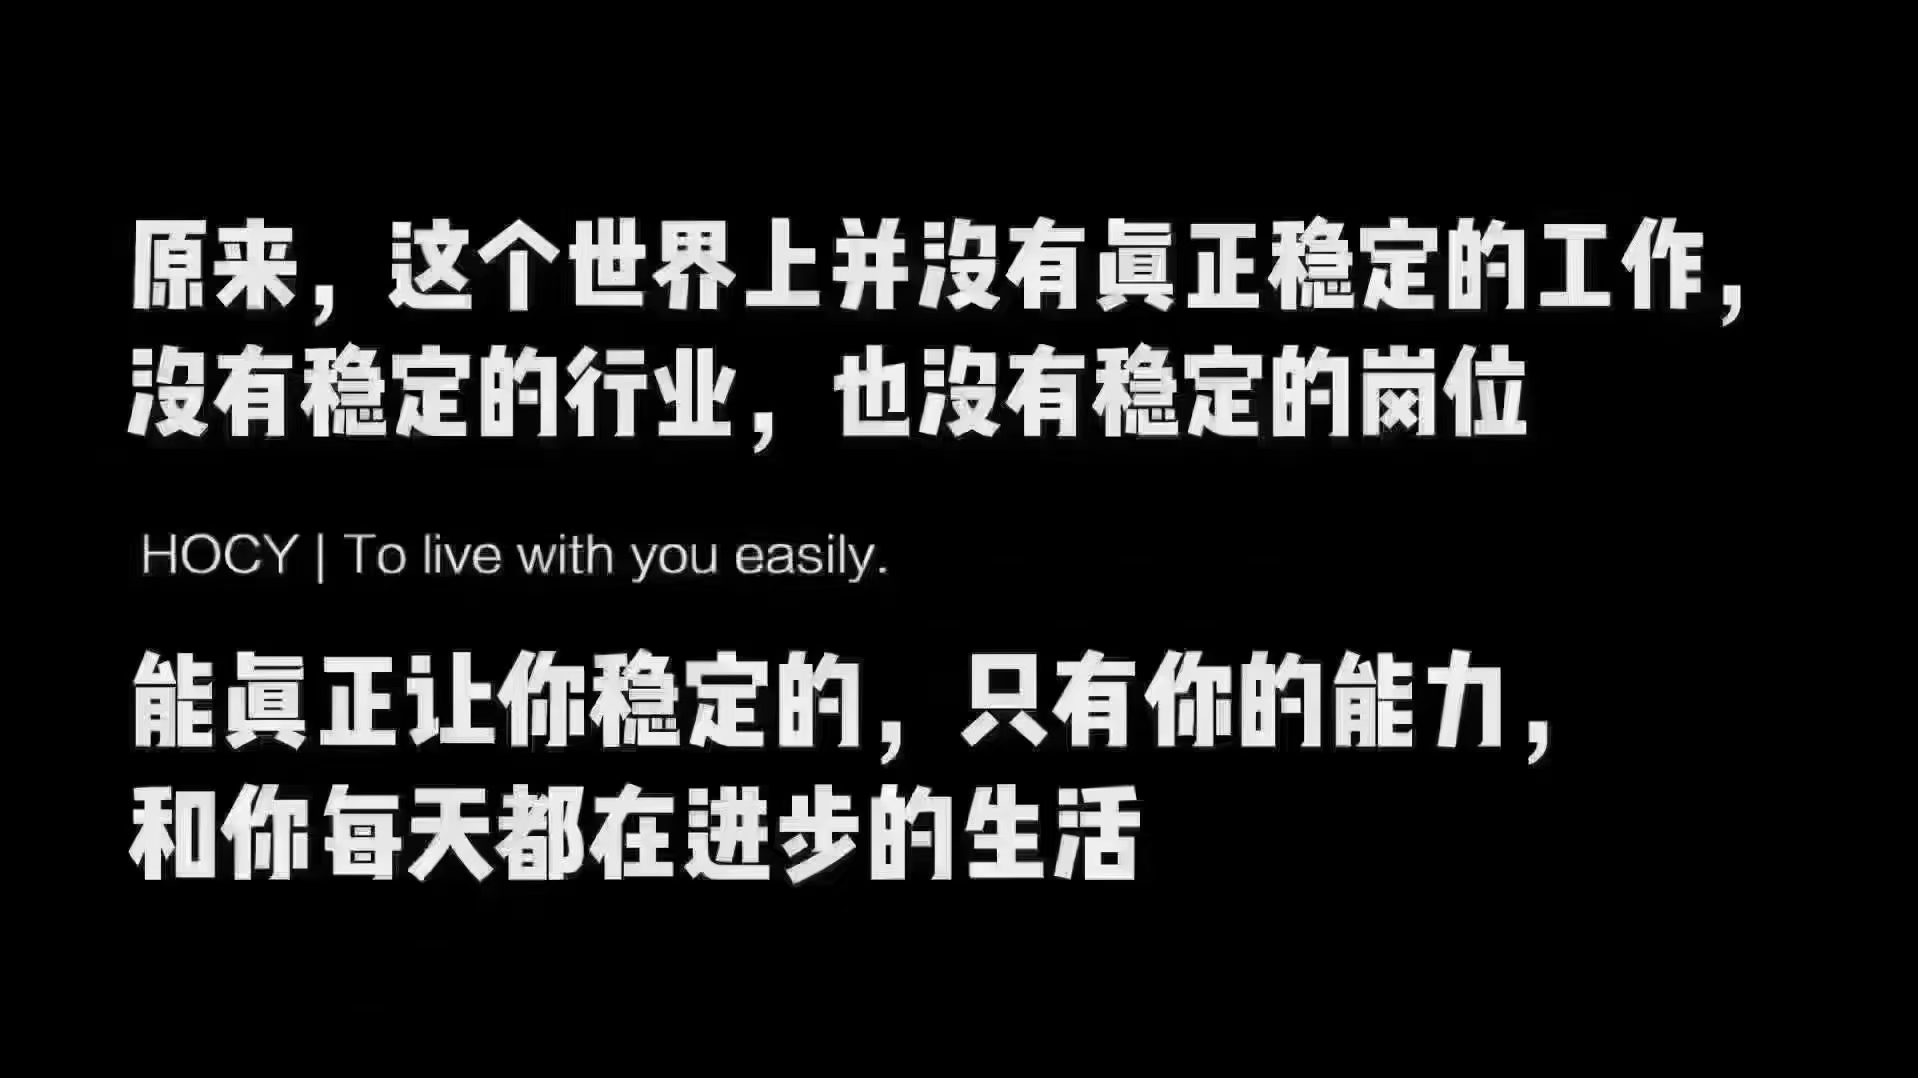 原来，这个世界上并没有真正稳定的工作，
没有稳定的行业，也没有稳定的岗位
HOCY | To live with you easily.
能真正让你稳定的，只有你的能力，
和你每天都在进步的生活